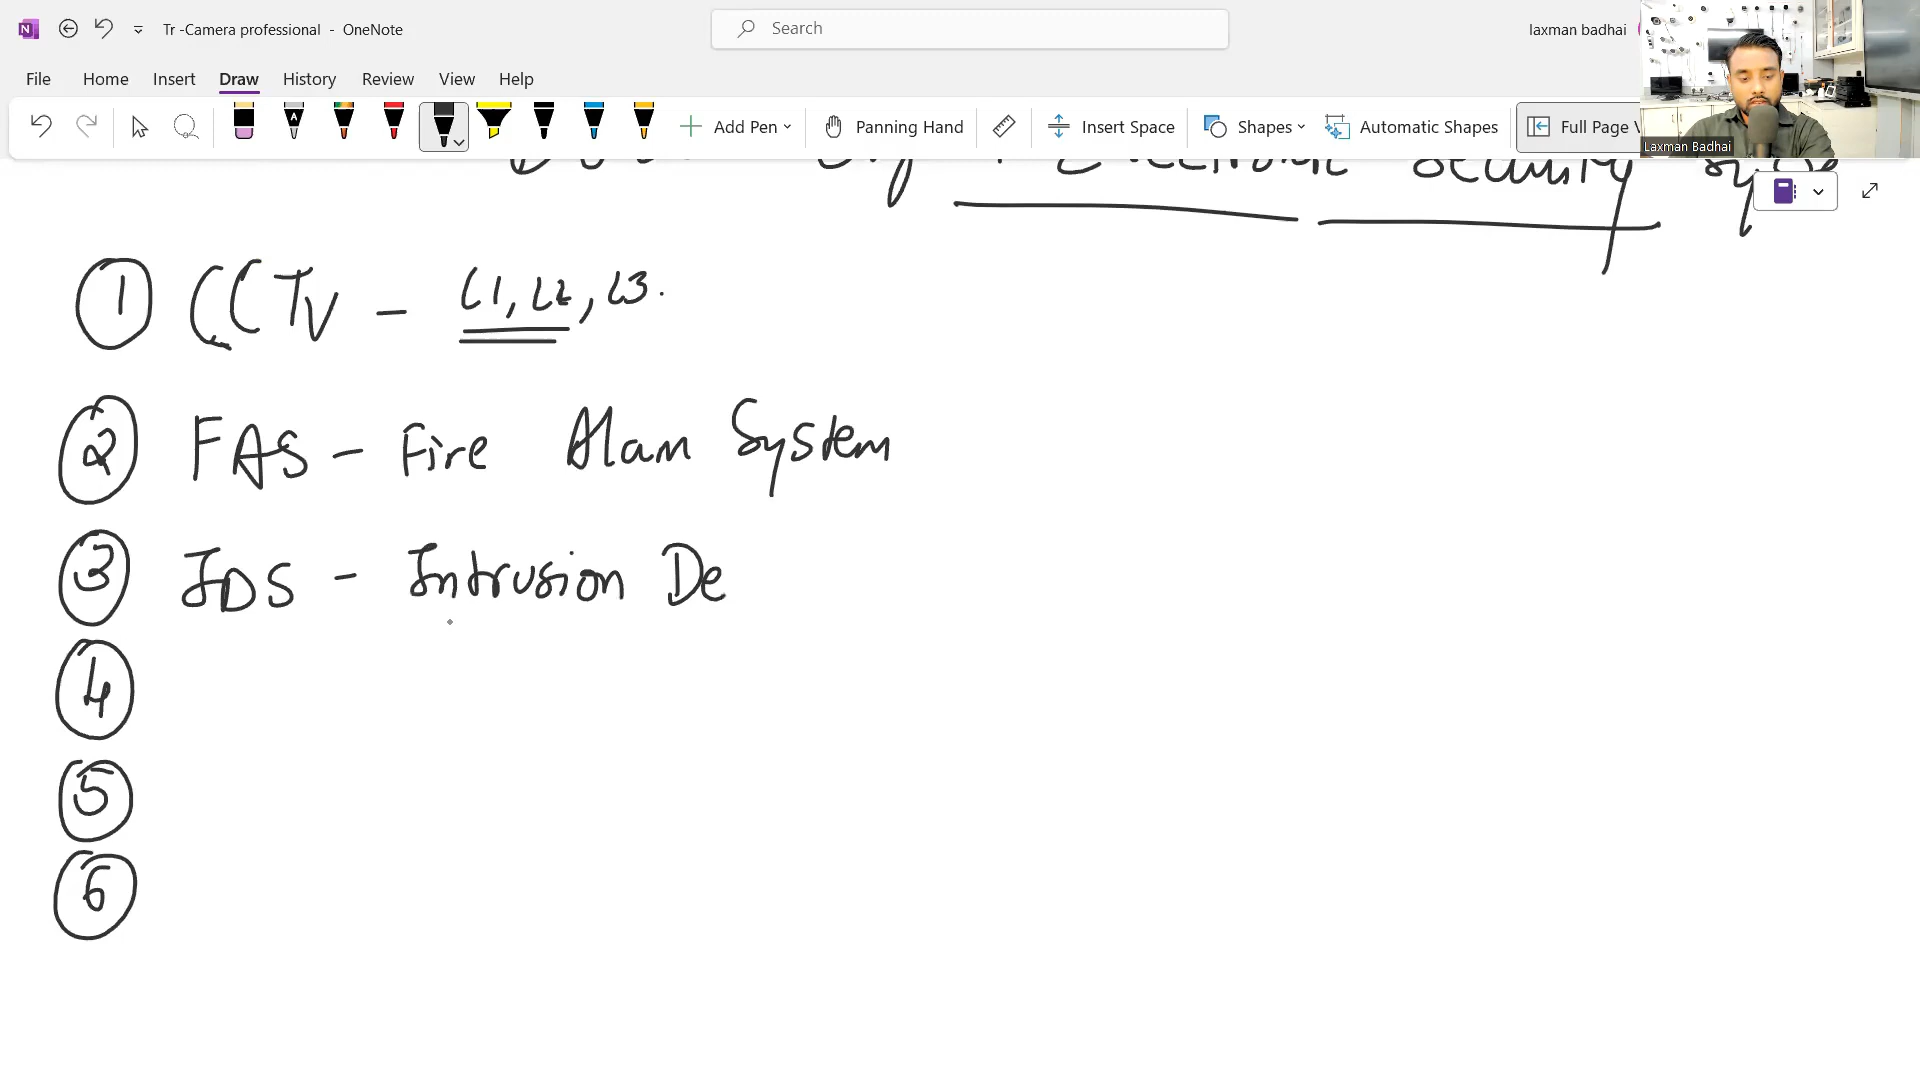 Tr -Camera professional - OneNote
Search
laxman badhai
File Home Insert Draw History Review View Help
Add Pen Panning Hand Insert Space Shapes Automatic Shapes Full Page V
Laxman Badhai
Electronic Security
1 CCTV - L1, L2, L3.
2 FAS - Fire Alam System
3 IDS - Intrusion De
4
5
6